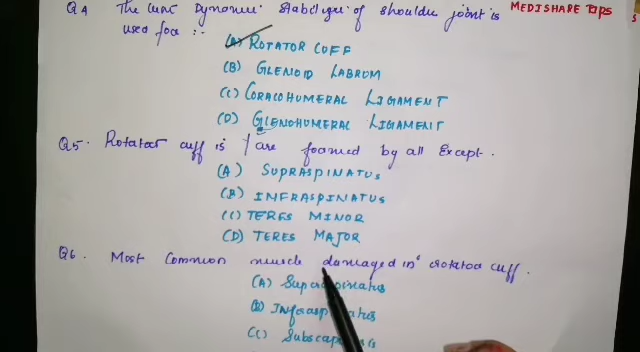 Q4 The Dynamic Stabilizer of shoulder joint is
MEDISHARE Tips
used for :-
(A) ROTATOR CUFF
(B) GLENOID LABRUM
(C) CORACOHUMERAL LIGAMENT
(D) GLENOHUMERAL LIGAMENT
Q5. Rotator cuff is / are formed by all Except.
(A) SUPRASPINATUS
(B) INFRASPINATUS
(C) TERES MINOR
(D) TERES MAJOR
Q6. Most Common muscle damaged in rotator cuff.
(A) Supraspinatus
(B) Infraspinatus
(C) Subscapularis